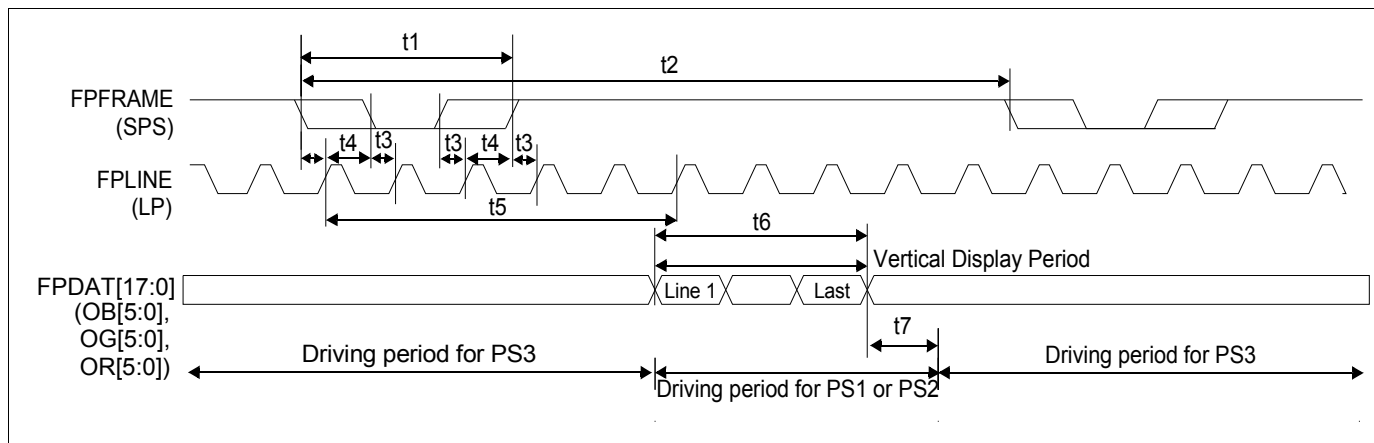 t1
t2
FPFRAME
(SPS)
t4 t3 t3 t4 t3
FPLINE
(LP)
t5
t6
Vertical Display Period
FPDAT[17:0]
(OB[5:0],
OG[5:0],
OR[5:0])
Line 1 Last
t7
Driving period for PS3
Driving period for PS1 or PS2
Driving period for PS3